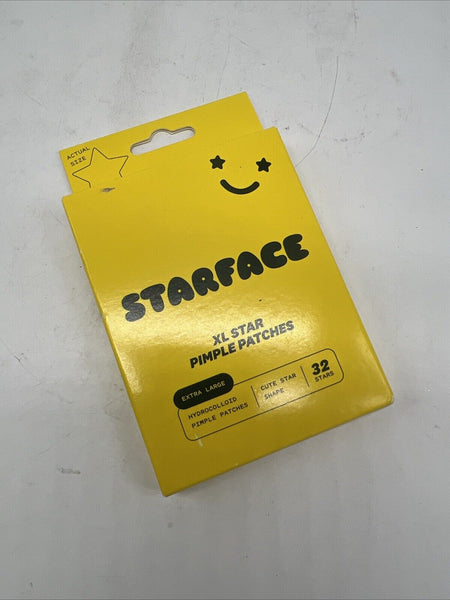 ACTUAL
SIZE
STARFACE
XL STAR
PIMPLE PATCHES
EXTRA LARGE
HYDROCOLLOID
PIMPLE PATCHES
CUTE STAR
SHAPE
32
STARS